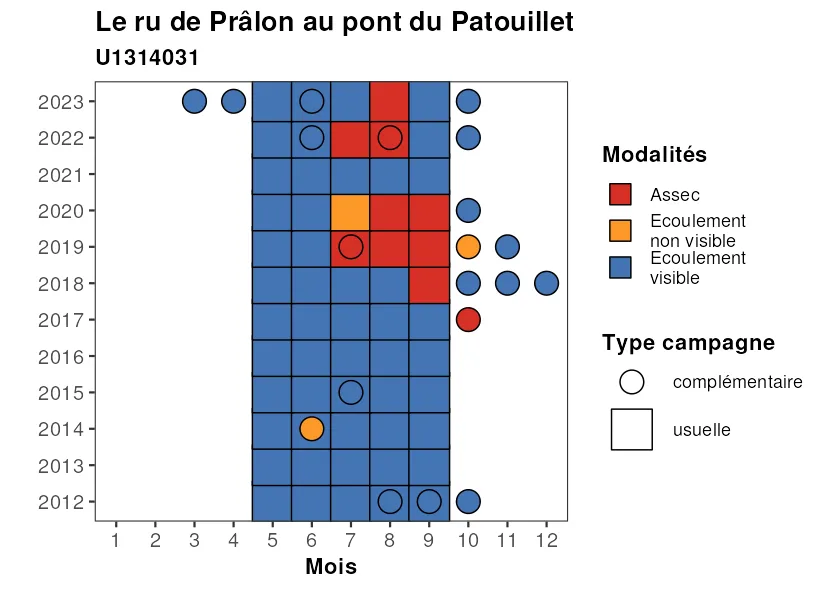 Le ru de Prâlon au pont du Patouillet
U1314031
2023
2022
2021
2020
2019
2018
2017
2016
2015
2014
2013
2012
1 2 3 4 5 6 7 8 9 10 11 12
Mois
Modalités
Assec
Ecoulement
non visible
Ecoulement
visible
Type campagne
complémentaire
usuelle